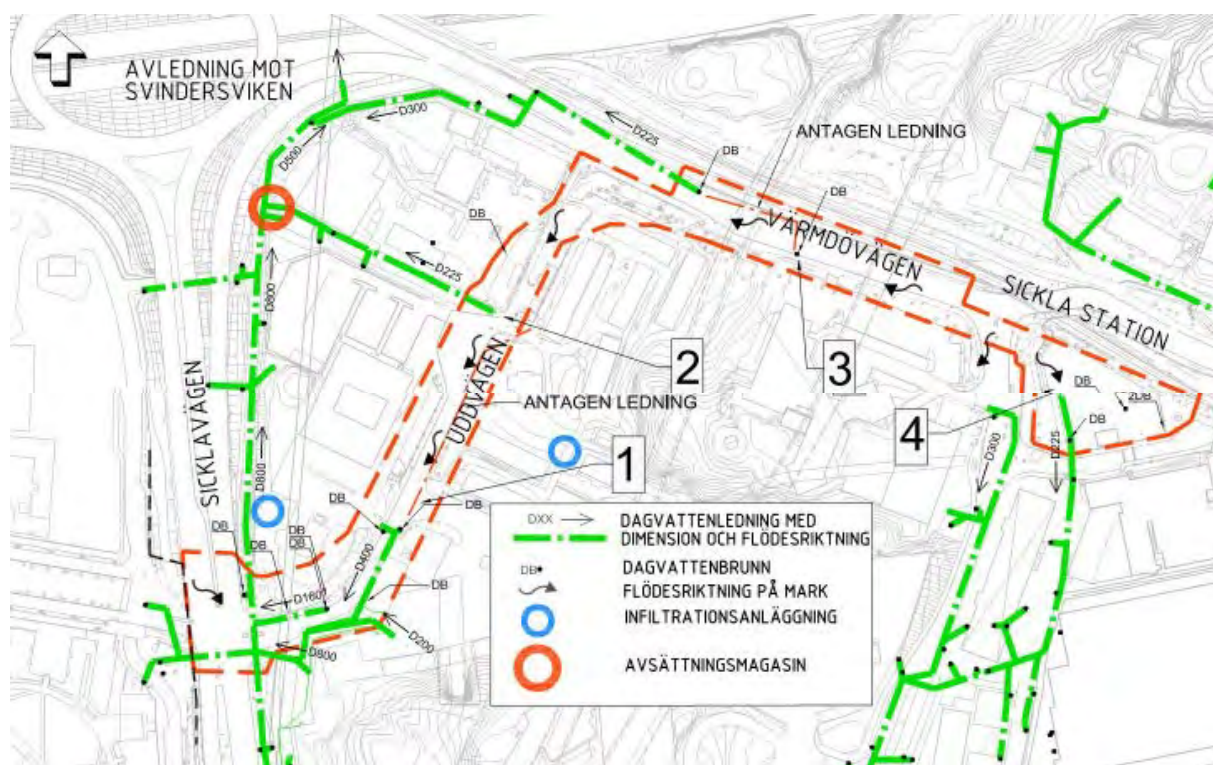 AVLEDNING MOT
SVINDERSVIKEN
D300
D500
D225
DB
ANTAGEN LEDNING
DB
DB
VÄRMDÖVÄGEN
SICKLA STATION
D225
D800
2
3
DB
2DB
UDDVÄGEN
ANTAGEN LEDNING
4
DB
D300
D225
SICKLAVÄGEN
1
D800
DB
DB
DB
DB
DB
D400
DB
D160
D800
D200
DXX
DAGVATTENLEDNING MED
DIMENSION OCH FLÖDESRIKTNING
DB
DAGVATTENBRUNN
FLÖDESRIKTNING PÅ MARK
INFILTRATIONSANLÄGGNING
AVSÄTTNINGSMAGASIN